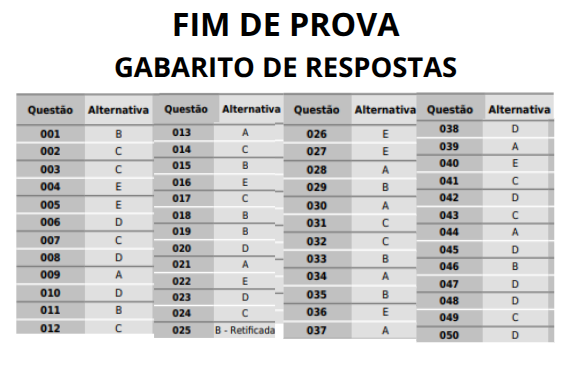 FIM DE PROVA
GABARITO DE RESPOSTAS
Questão Alternativa
001 B
002 C
003 C
004 E
005 E
006 D
007 C
008 D
009 A
010 D
011 B
012 C
Questão Alternativa
013 A
014 C
015 B
016 E
017 C
018 B
019 B
020 D
021 A
022 E
023 D
024 C
025 B - Retificada
Questão Alternativa
026 E
027 E
028 A
029 B
030 A
031 C
032 C
033 B
034 A
035 B
036 E
037 A
Questão Alternativa
038 D
039 A
040 E
041 C
042 D
043 C
044 A
045 D
046 B
047 D
048 D
049 C
050 D